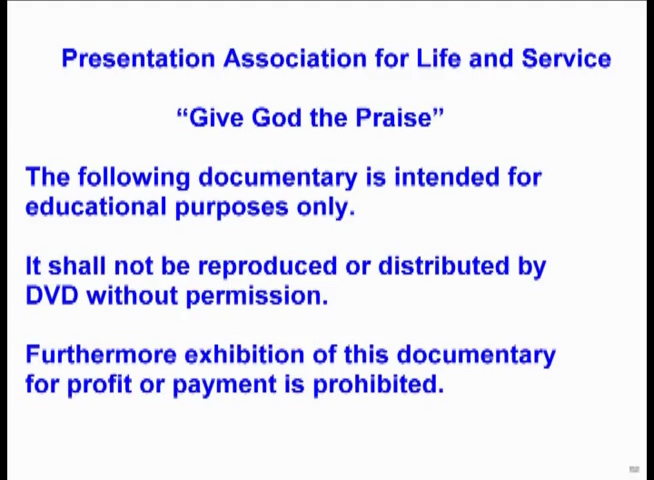 Presentation Association for Life and Service
“Give God the Praise”
The following documentary is intended for
educational purposes only.
It shall not be reproduced or distributed by
DVD without permission.
Furthermore exhibition of this documentary
for profit or payment is prohibited.